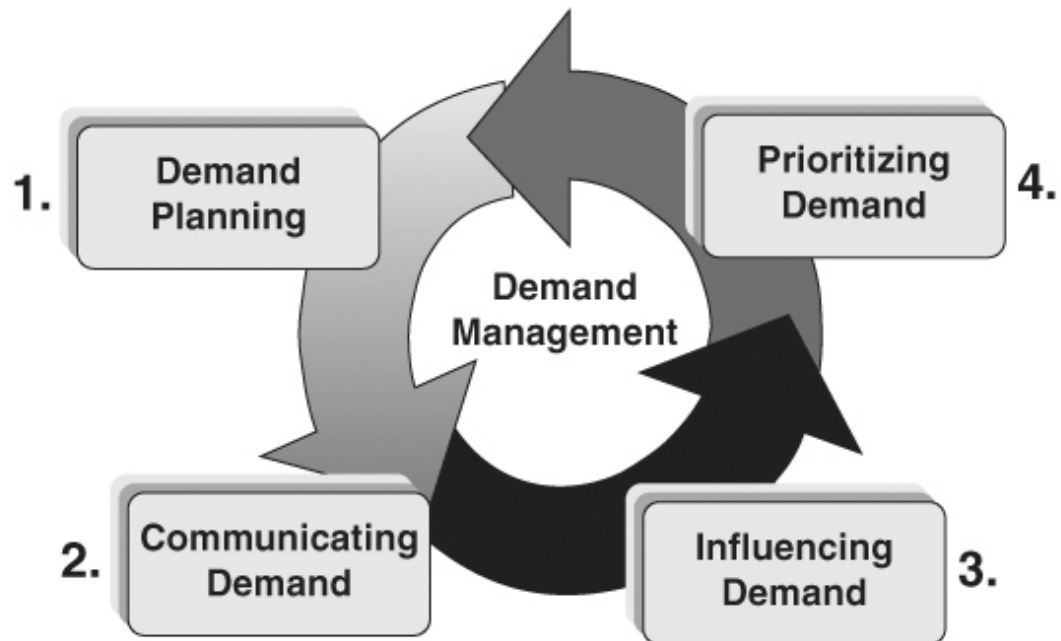 1.
Demand
Planning
Prioritizing
Demand
4.
Demand
Management
2.
Communicating
Demand
Influencing
Demand
3.